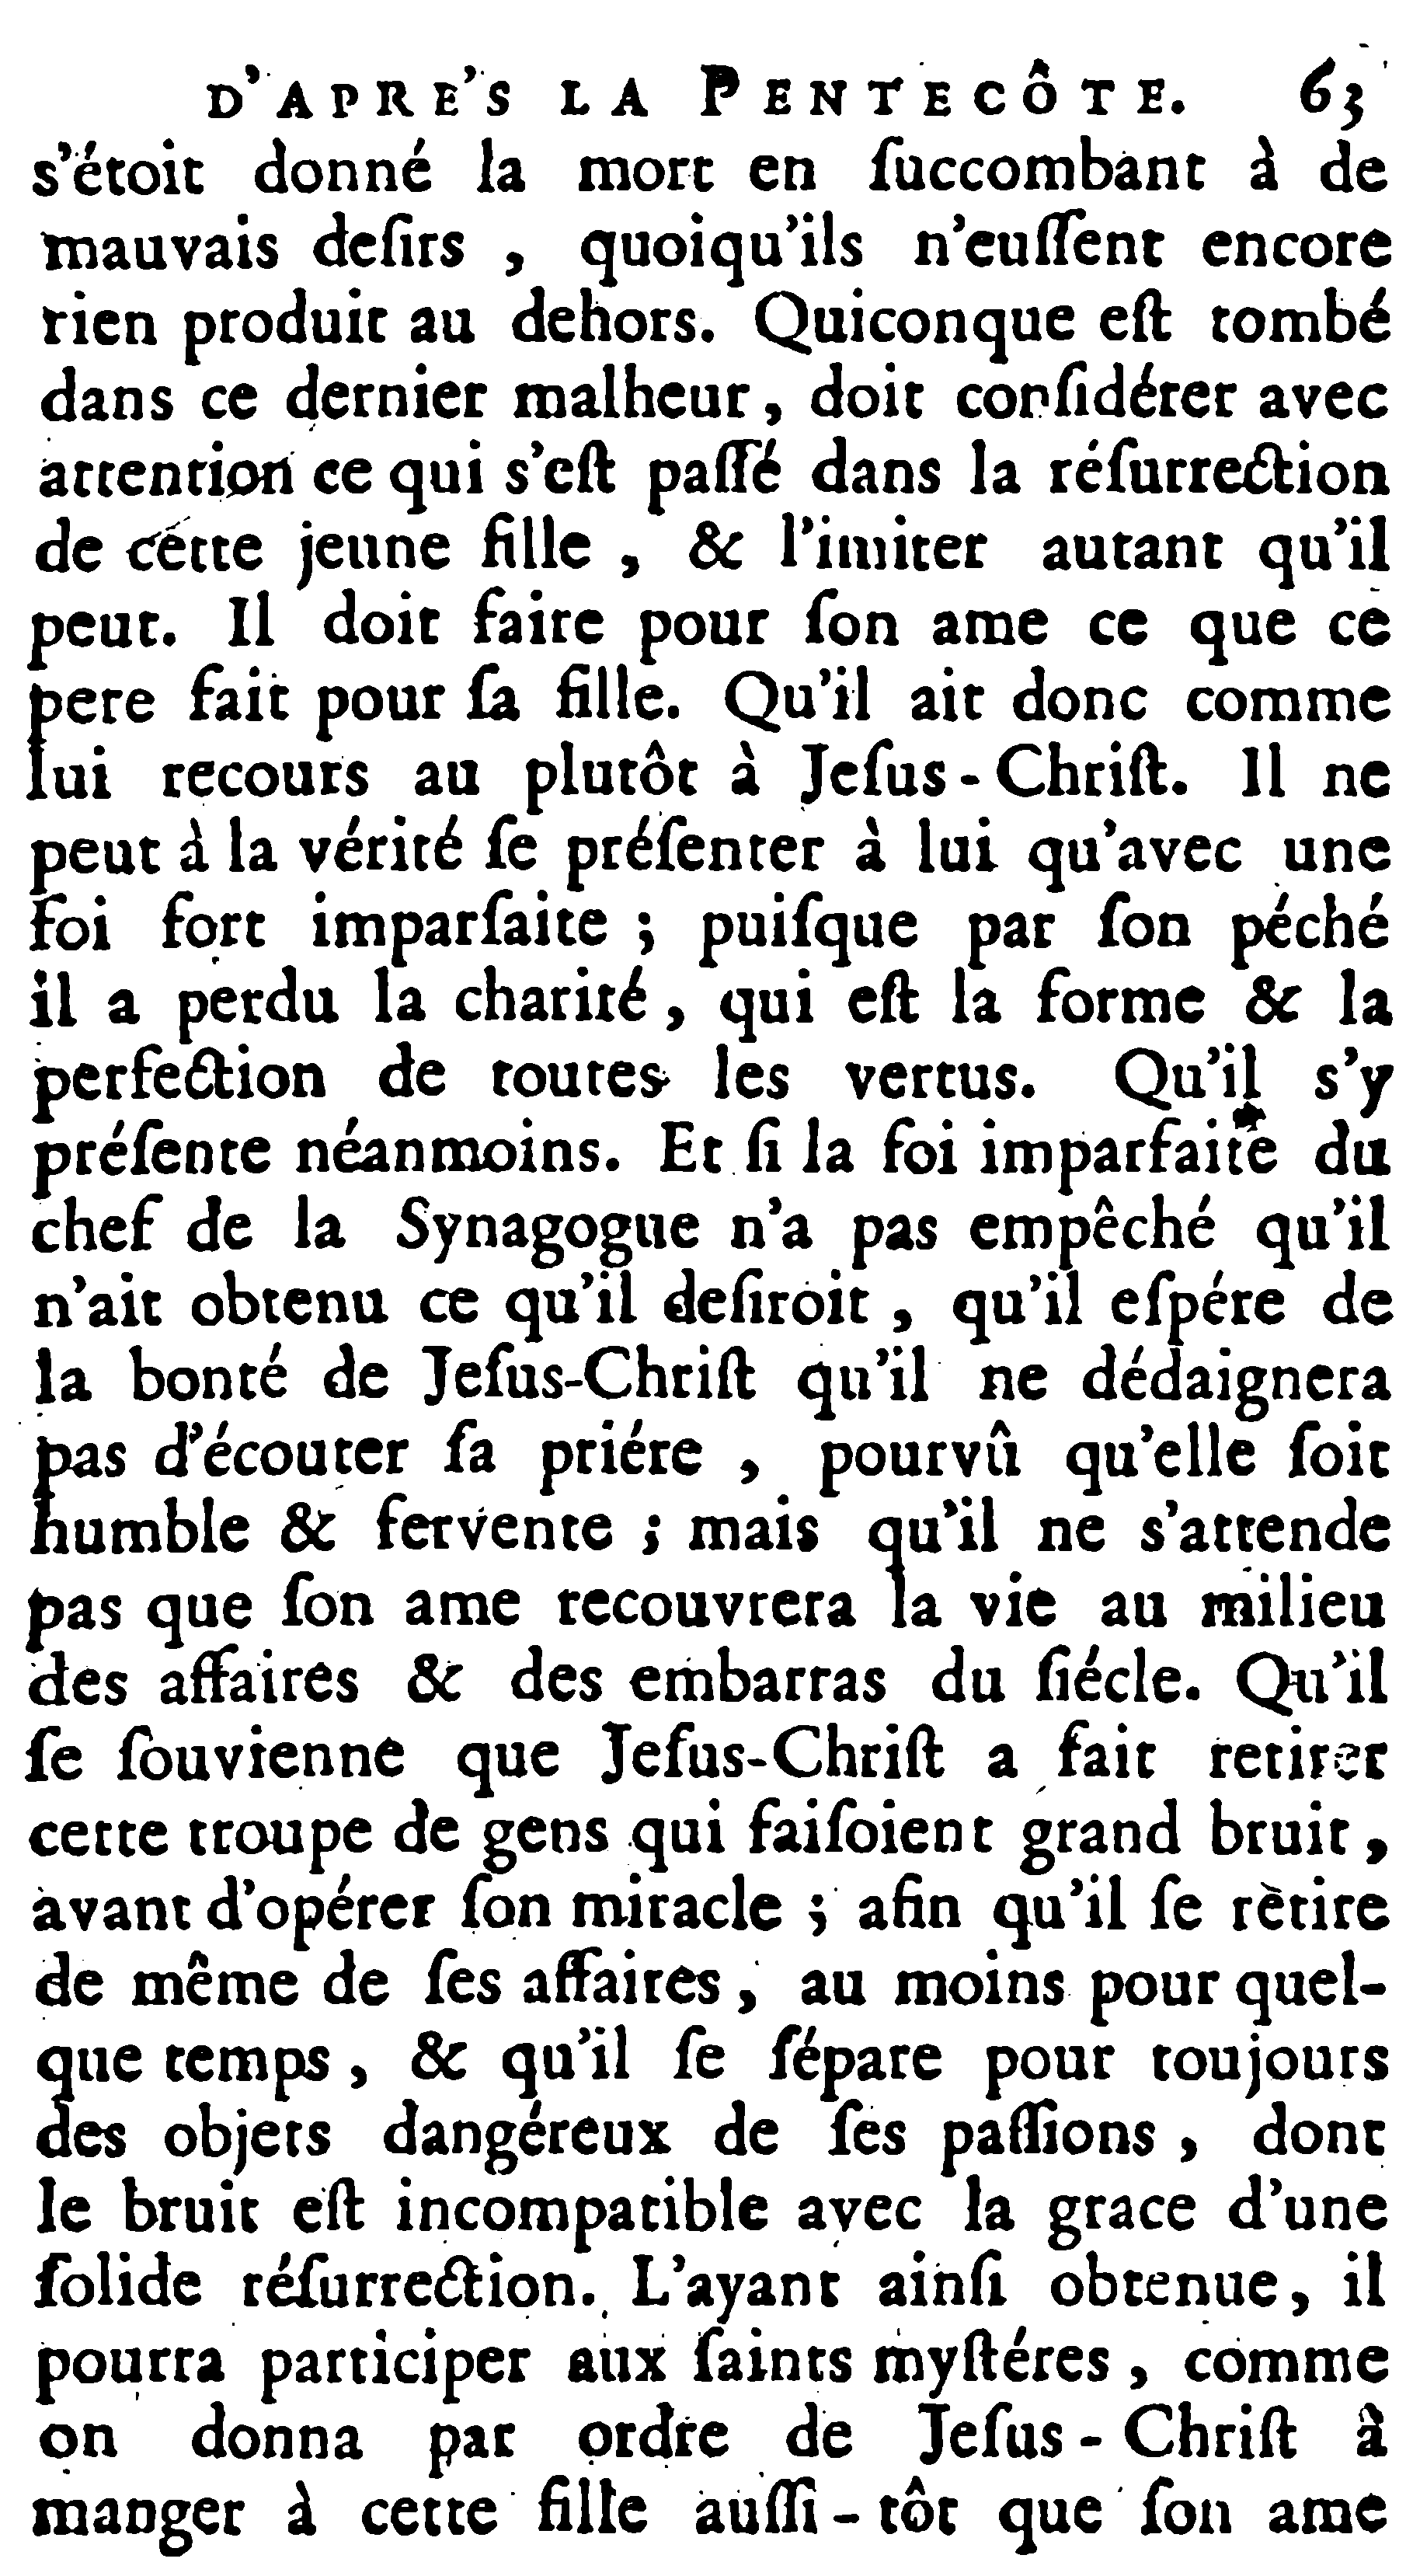 D'APRE'S LA PENTECÔTE. 63
s'étoit donné la mort en ſuccombant à de
mauvais deſirs , quoiqu'ils n'euſſent encore
rien produit au dehors. Quiconque eſt tombé
dans ce dernier malheur, doit conſidérer avec
attention ce qui s'eſt paſſé dans la réſurrection
de cette jeune fille , & l'imiter autant qu'il
peut. Il doit faire pour ſon ame ce que ce
pere fait pour ſa fille. Qu'il ait donc comme
lui recours au plutôt à Jeſus-Chriſt. Il ne
peut à la vérité ſe préſenter à lui qu'avec une
foi fort imparfaite ; puiſque par ſon péché
il a perdu la charité, qui eſt la forme & la
perfection de toutes les vertus. Qu'il s'y
préſente néanmoins. Et ſi la foi imparfaite du
chef de la Synagogue n'a pas empêché qu'il
n'ait obtenu ce qu'il deſiroit , qu'il eſpére de
la bonté de Jeſus-Chriſt qu'il ne dédaignera
pas d'écouter ſa priére , pourvû qu'elle ſoit
humble & fervente ; mais qu'il ne s'attende
pas que ſon ame recouvrera la vie au milieu
des affaires & des embarras du ſiécle. Qu'il
ſe ſouvienne que Jeſus-Chriſt a fait retirer
cette troupe de gens qui faiſoient grand bruit,
avant d'opérer ſon miracle ; afin qu'il ſe retire
de même de ſes affaires, au moins pour quel-
que temps, & qu'il ſe ſépare pour toujours
des objets dangéreux de ſes paſſions , dont
le bruit eſt incompatible avec la grace d'une
ſolide réſurrection. L'ayant ainſi obtenue, il
pourra participer aux ſaints myſtéres , comme
on donna par ordre de Jeſus-Chriſt à
manger à cette fille auſſi-tôt que ſon ame